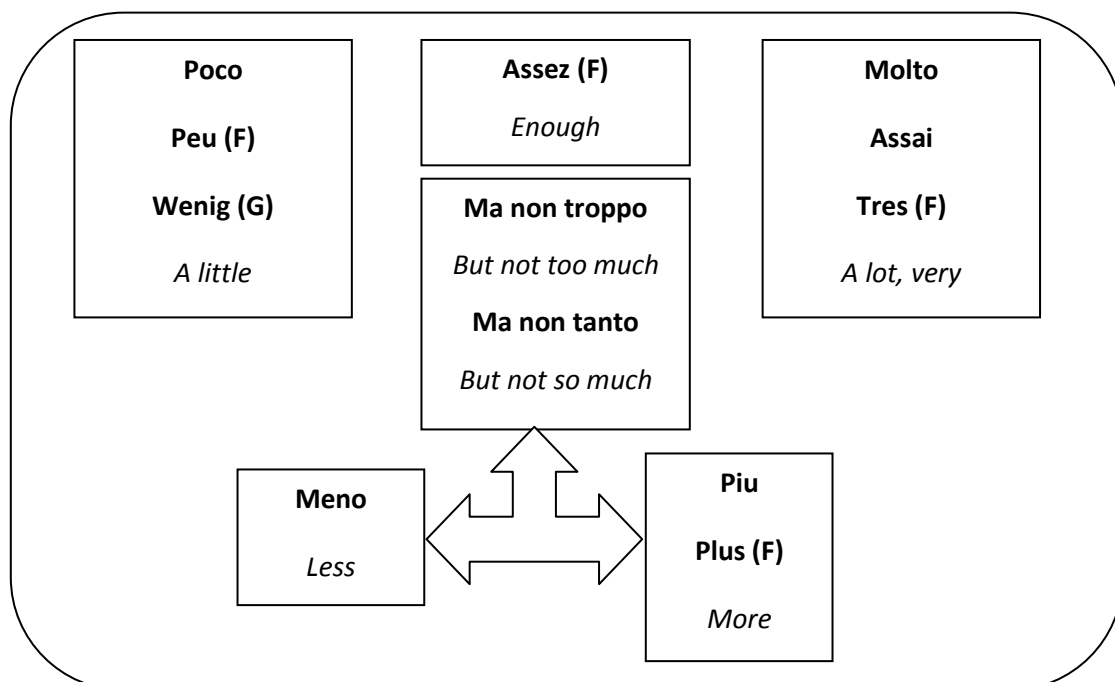 Poco
Peu (F)
Wenig (G)
A little
Assez (F)
Enough
Ma non troppo
But not too much
Ma non tanto
But not so much
Molto
Assai
Tres (F)
A lot, very
Meno
Less
Piu
Plus (F)
More